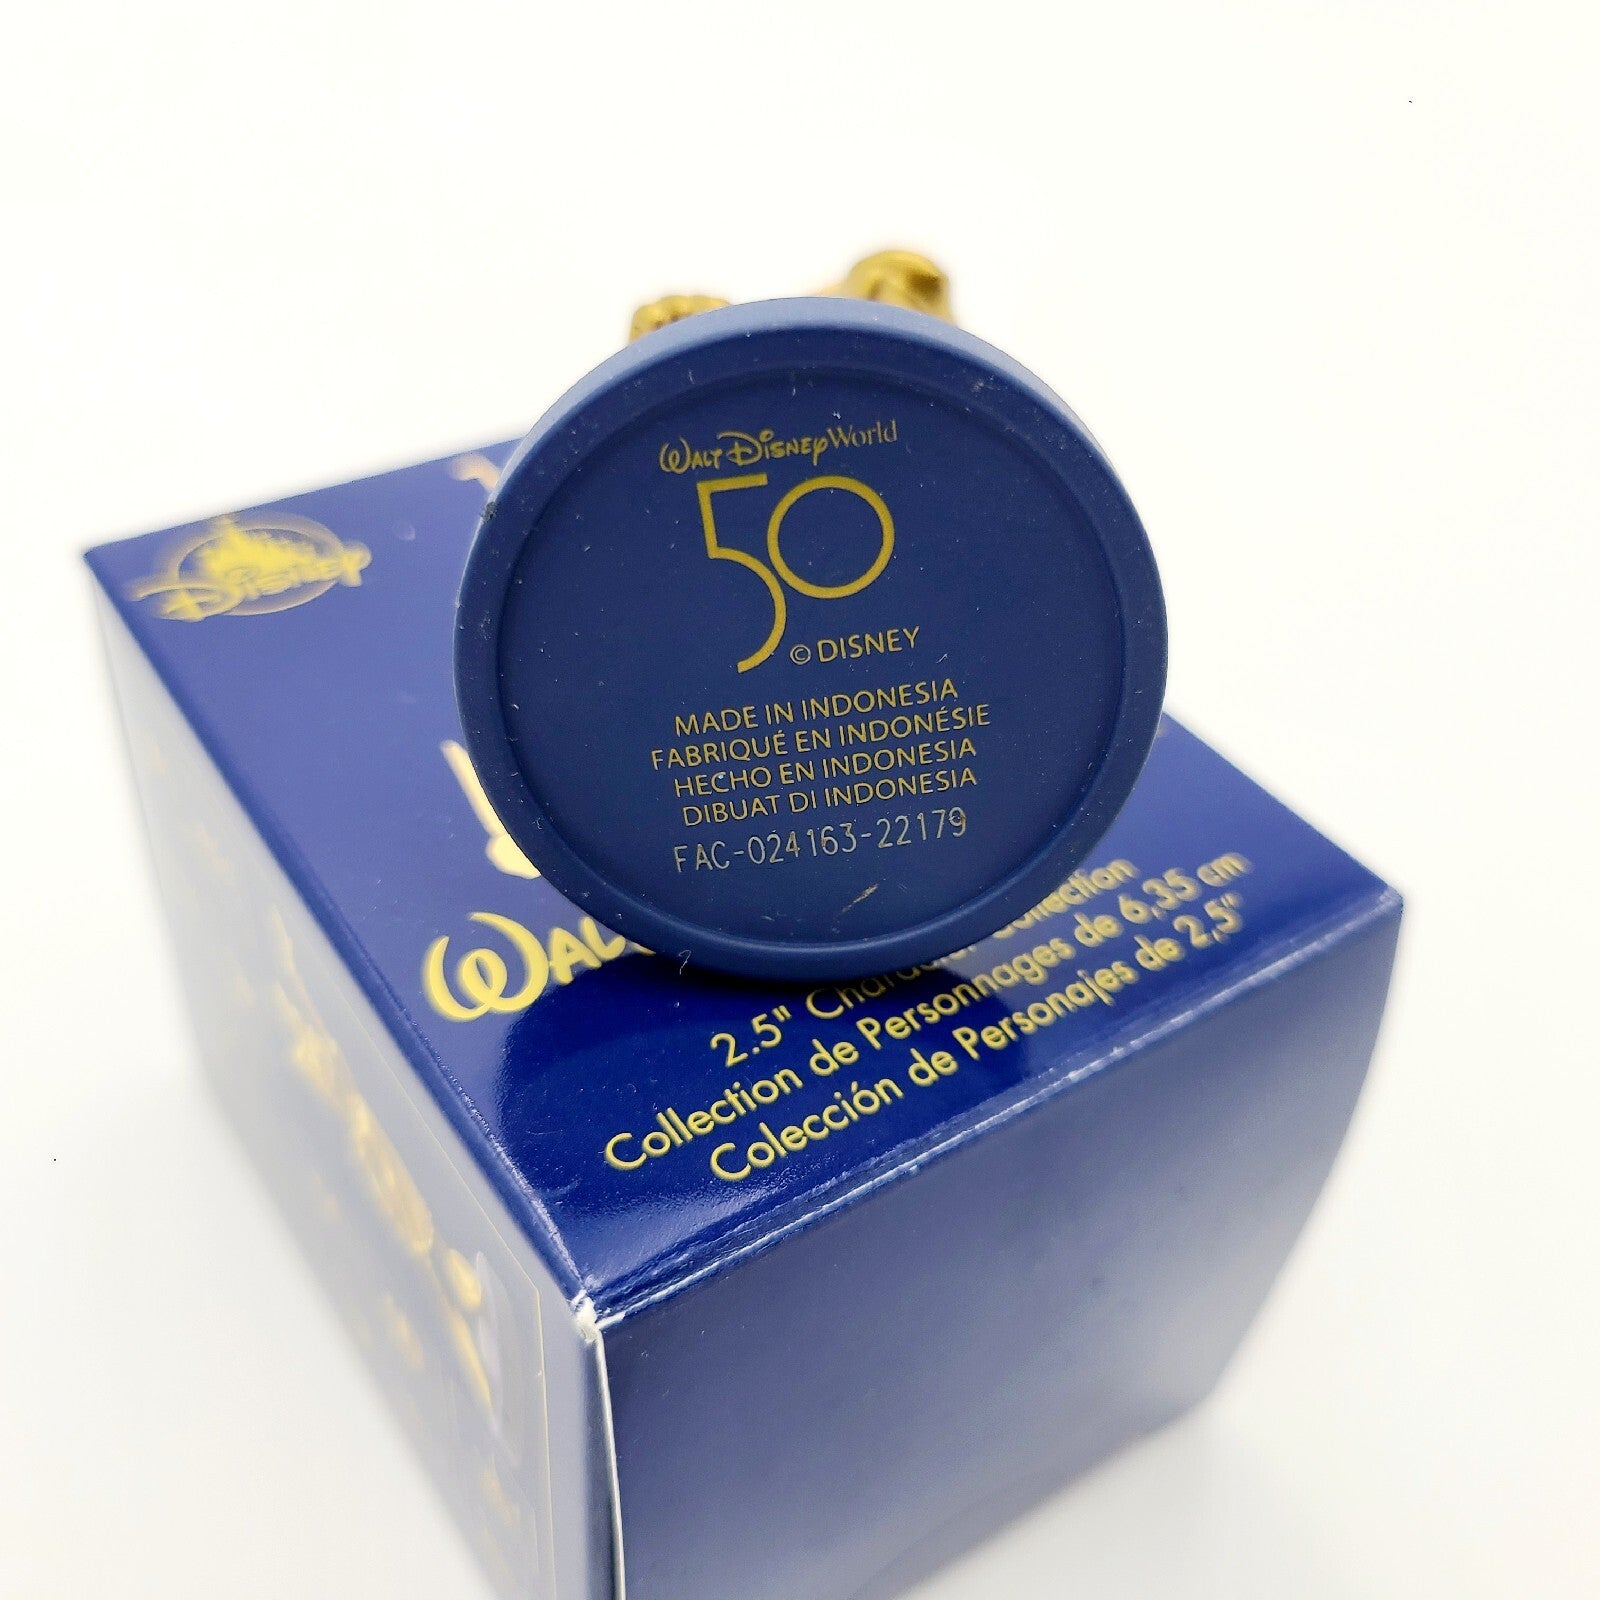 Walt Disney World
50
© DISNEY
MADE IN INDONESIA
FABRIQUÉ EN INDONÉSIE
HECHO EN INDONESIA
DIBUAT DI INDONESIA
FAC-024163-22179
Disney
2.5" Character Collection
Collection de Personnages de 6,35 cm
Colección de Personajes de 2,5"